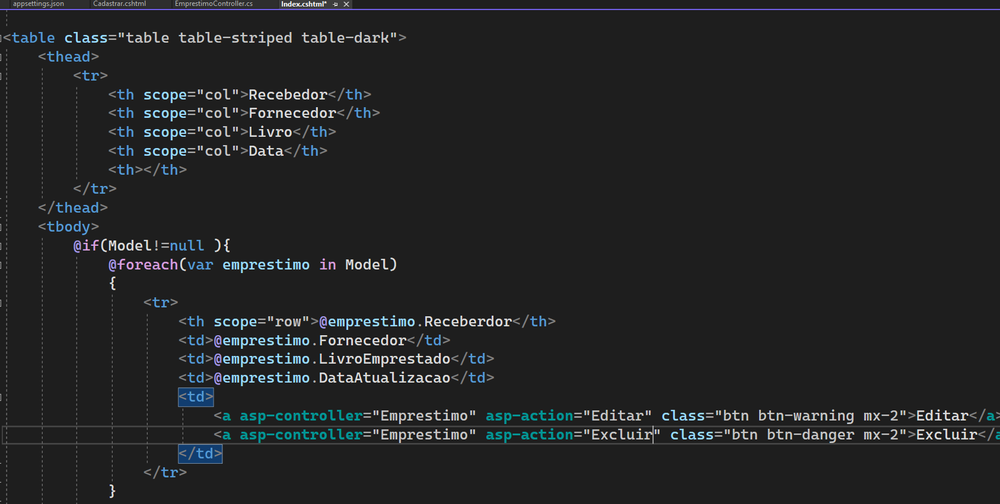 appsettings.json Cadastrar.cshtml EmprestimoController.cs Index.cshtml*
<table class="table table-striped table-dark">
<thead>
<tr>
<th scope="col">Recebedor</th>
<th scope="col">Fornecedor</th>
<th scope="col">Livro</th>
<th scope="col">Data</th>
<th></th>
</tr>
</thead>
<tbody>
@if(Model!=null ){
@foreach(var emprestimo in Model)
{
<tr>
<th scope="row">@emprestimo.Receberdor</th>
<td>@emprestimo.Fornecedor</td>
<td>@emprestimo.LivroEmprestado</td>
<td>@emprestimo.DataAtualizacao</td>
<td>
<a asp-controller="Emprestimo" asp-action="Editar" class="btn btn-warning mx-2">Editar</a>
<a asp-controller="Emprestimo" asp-action="Excluir" class="btn btn-danger mx-2">Excluir</a
</td>
</tr>
}